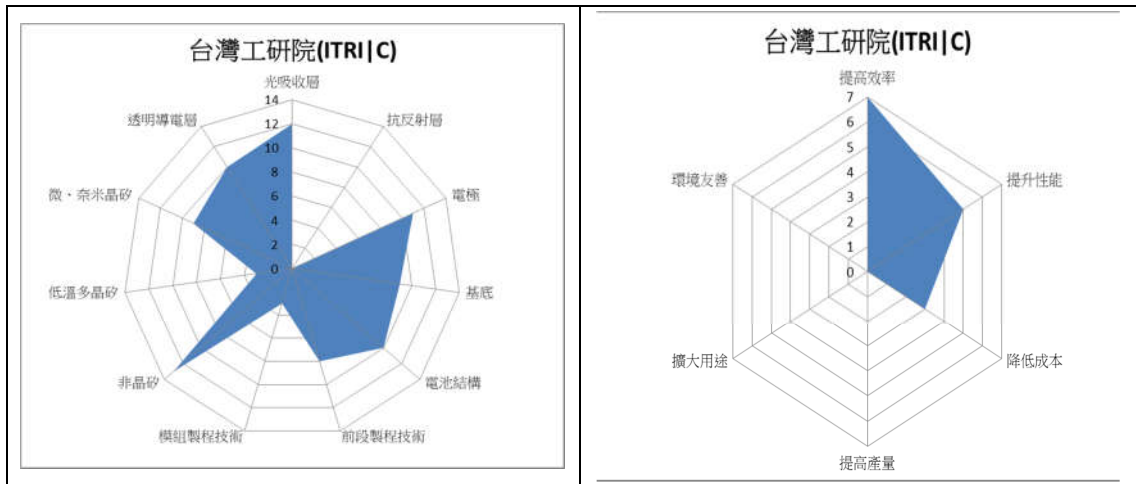 台灣工研院(ITRI|C)
光吸收層
抗反射層
電極
基底
電池結構
前段製程技術
模組製程技術
非晶矽
低溫多晶矽
微、奈米晶矽
透明導電層
14
12
10
8
6
4
2
0
台灣工研院(ITRI|C)
提高效率
提升性能
降低成本
提高產量
擴大用途
環境友善
7
6
5
4
3
2
1
0